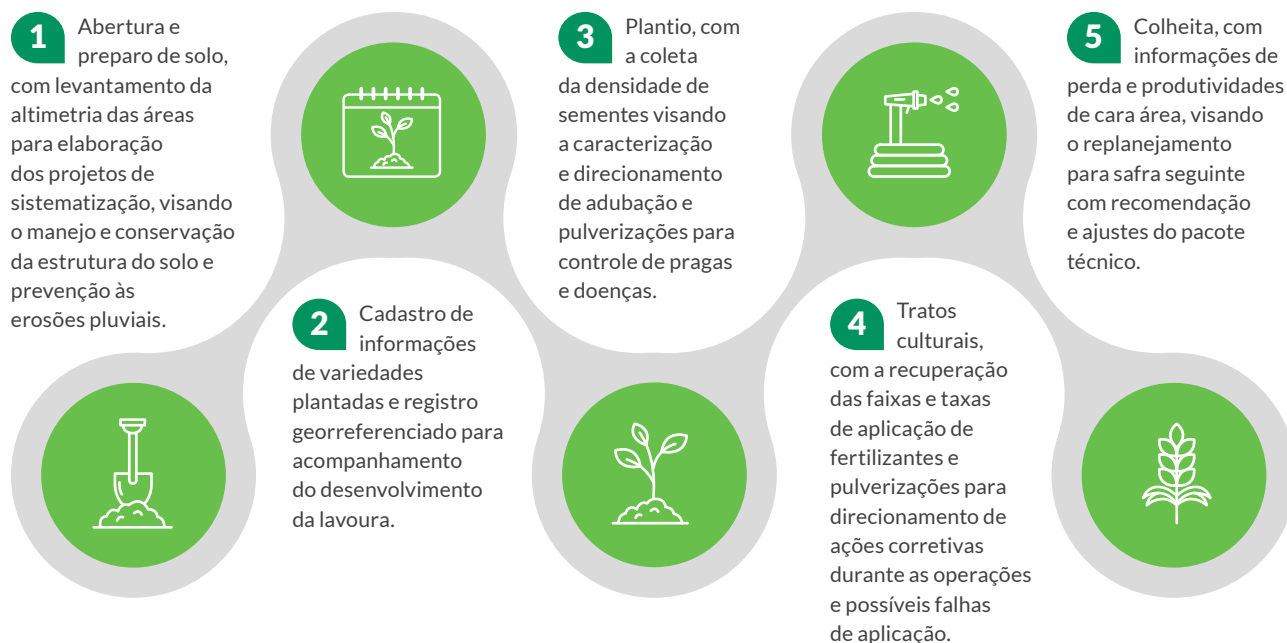 1 Abertura e
preparo de solo,
com levantamento da
altimetria das áreas
para elaboração
dos projetos de
sistematização, visando
o manejo e conservação
da estrutura do solo e
prevenção às
erosões pluviais.
2 Cadastro de
informações
de variedades
plantadas e registro
georreferenciado para
acompanhamento
do desenvolvimento
da lavoura.
3 Plantio, com
a coleta
da densidade de
sementes visando
a caracterização
e direcionamento
de adubação e
pulverizações para
controle de pragas
e doenças.
4 Tratos
culturais,
com a recuperação
das faixas e taxas
de aplicação de
fertilizantes e
pulverizações para
direcionamento de
ações corretivas
durante as operações
e possíveis falhas
de aplicação.
5 Colheita, com
informações de
perda e produtividades
de cara área, visando
o replanejamento
para safra seguinte
com recomendação
e ajustes do pacote
técnico.